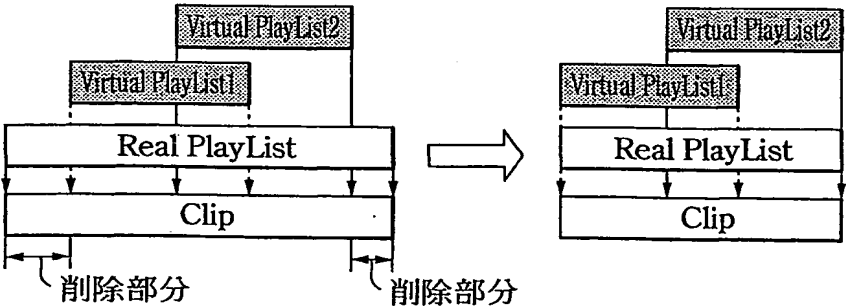 Virtual PlayList2
Virtual PlayList1
Real PlayList
Clip
削除部分
削除部分
Virtual PlayList2
Virtual PlayList1
Real PlayList
Clip